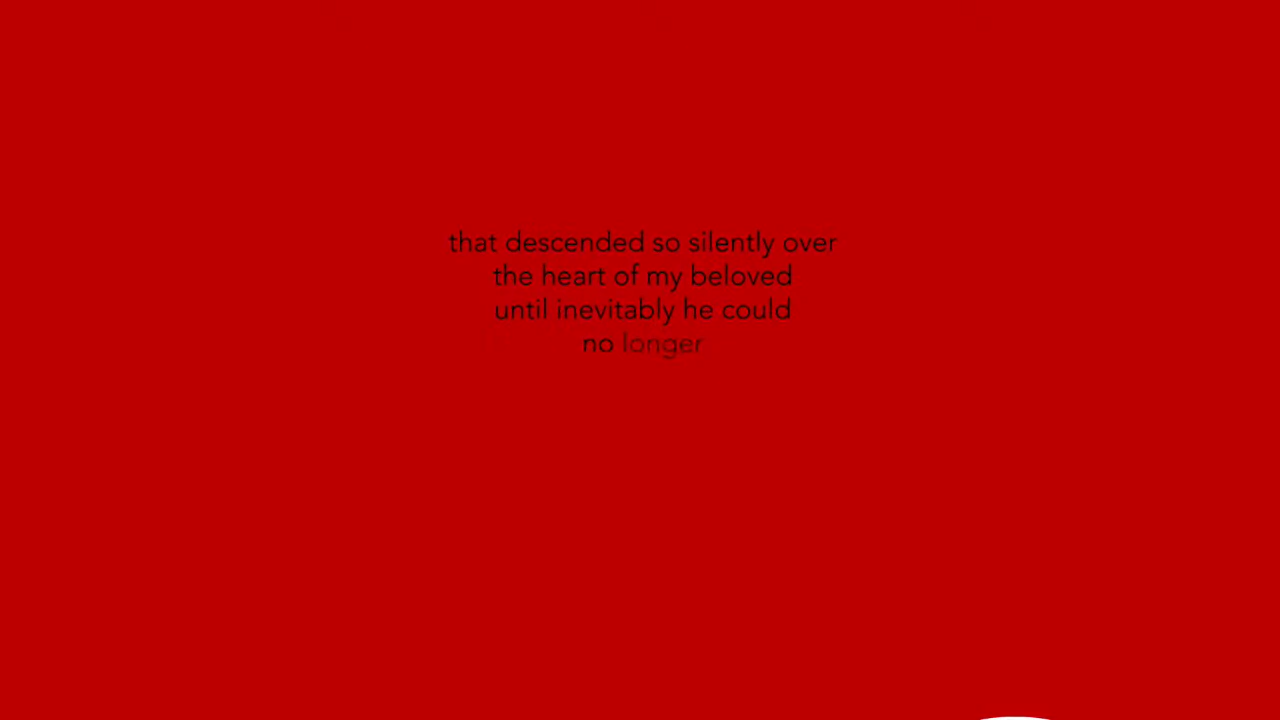 that descended so silently over
the heart of my beloved
until inevitably he could
no longer